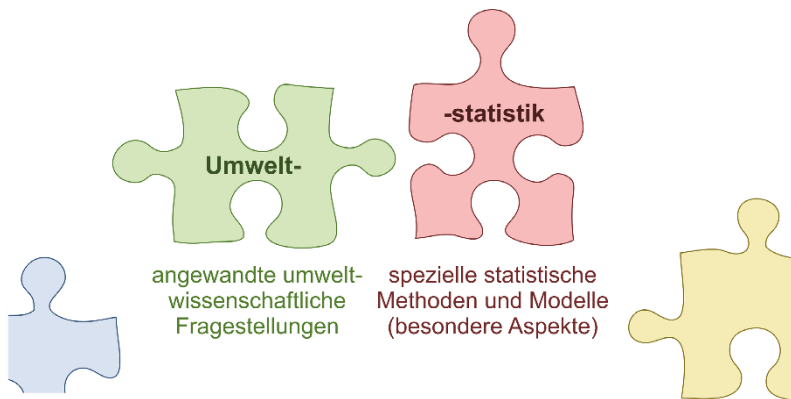 Umwelt-
-statistik
angewandte umwelt-
wissenschaftliche
Fragestellungen
spezielle statistische
Methoden und Modelle
(besondere Aspekte)